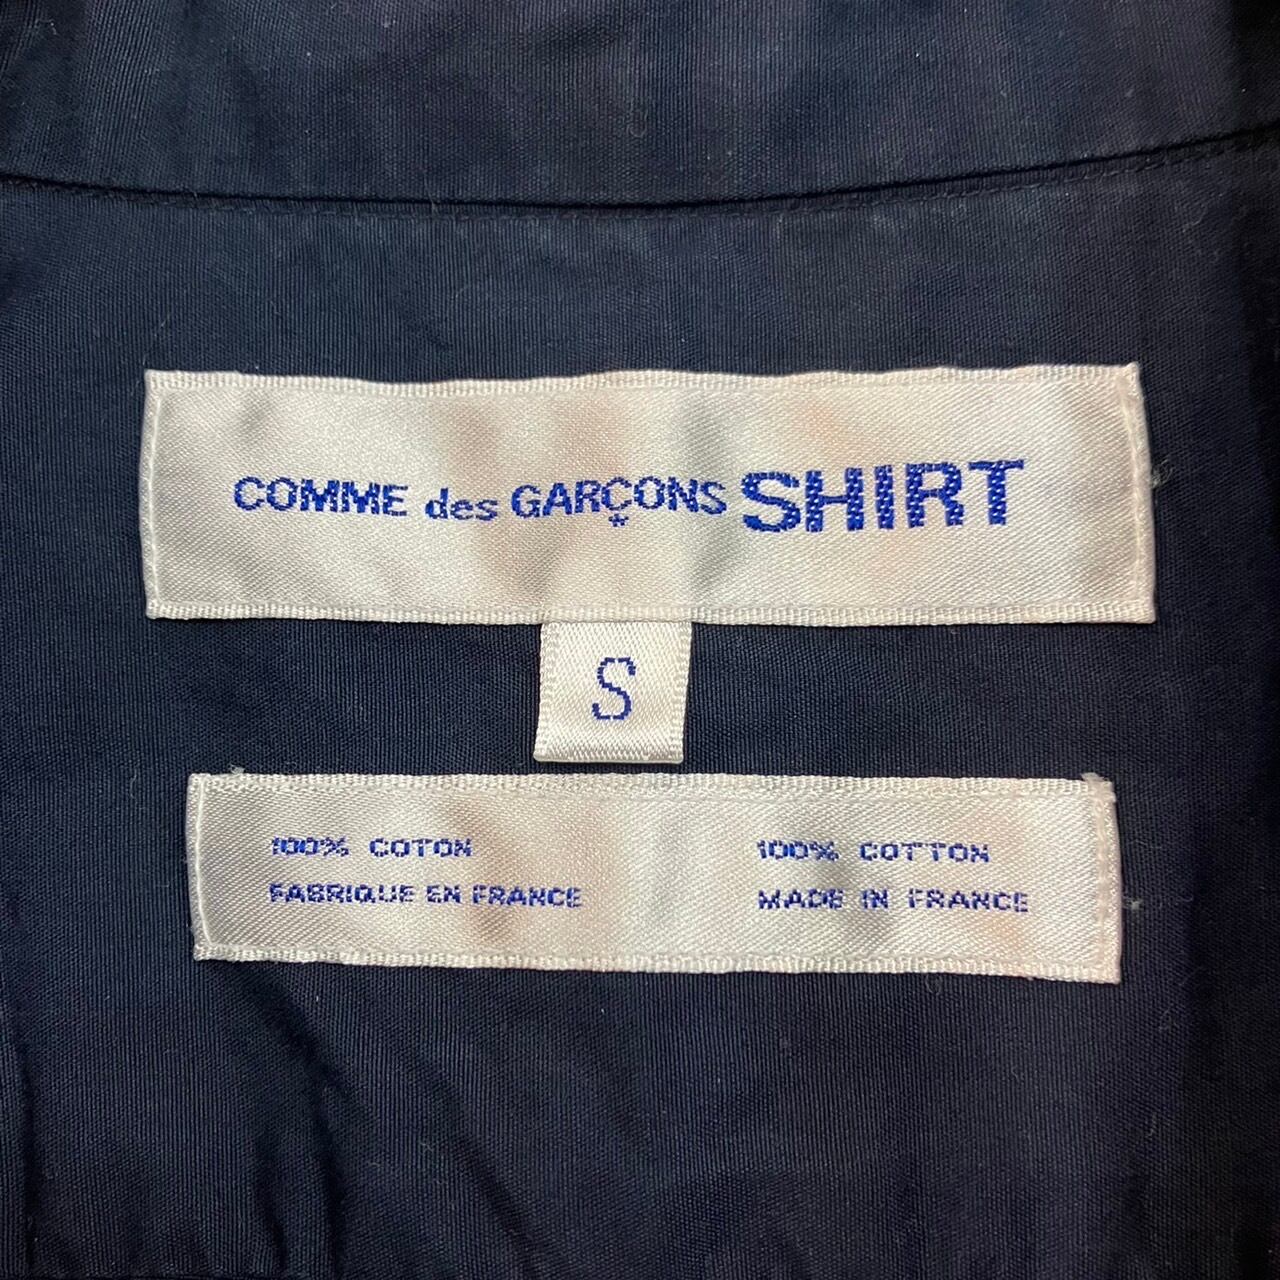 COMME des GARÇONS SHIRT
S
100% COTON
FABRIQUE EN FRANCE
100% COTTON
MADE IN FRANCE